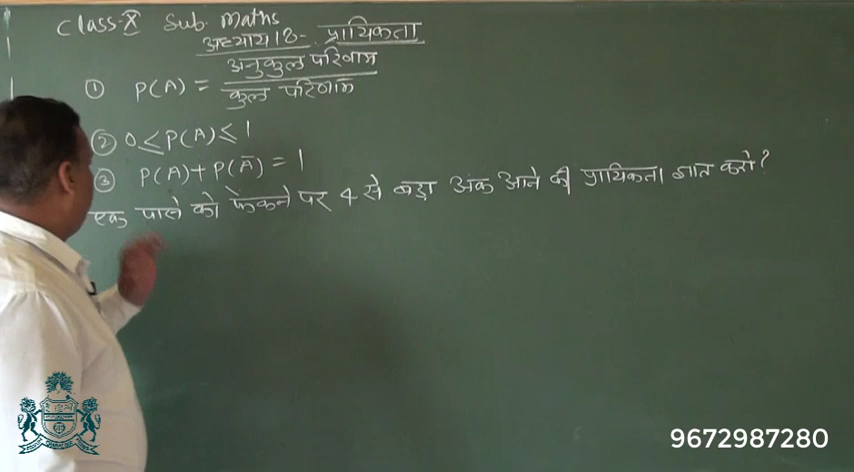 Class-X Sub. Maths
अध्याय 18- प्रायिकता
① P(A) = अनुकुल परिणाम
कुल परिणाम
② 0 ≤ P(A) ≤ 1
③ P(A) + P(Ā) = 1
एक पासे को फेंकने पर 4 से बड़ा अंक आने की प्रायिकता ज्ञात करो?
9672987280